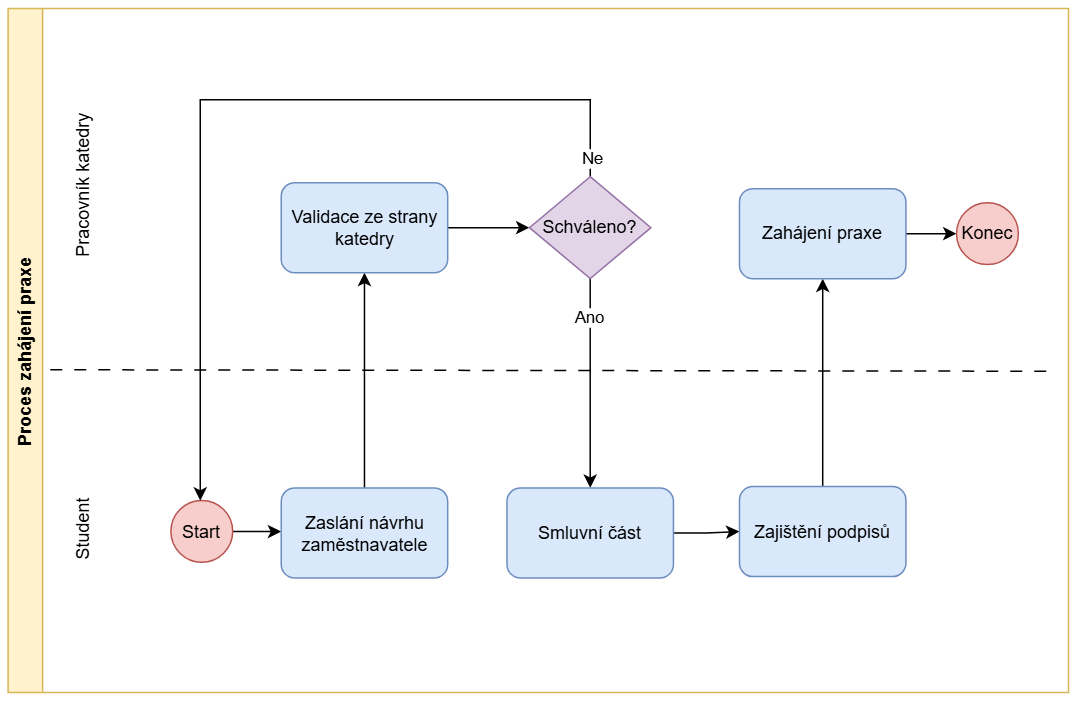 Proces zahájení praxe
Pracovník katedry
Ne
Validace ze strany
katedry
Schváleno?
Zahájení praxe
Konec
Ano
Student
Start
Zaslání návrhu
zaměstnavatele
Smluvní část
Zajištění podpisů